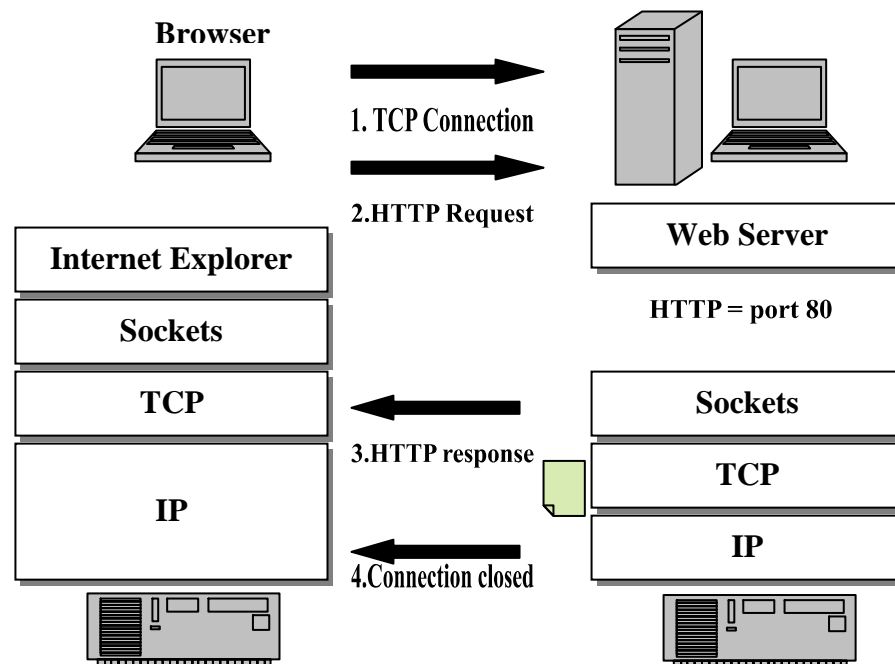 Browser
1. TCP Connection
2.HTTP Request
Internet Explorer
Sockets
TCP
IP
3.HTTP response
4.Connection closed
Web Server
HTTP = port 80
Sockets
TCP
IP